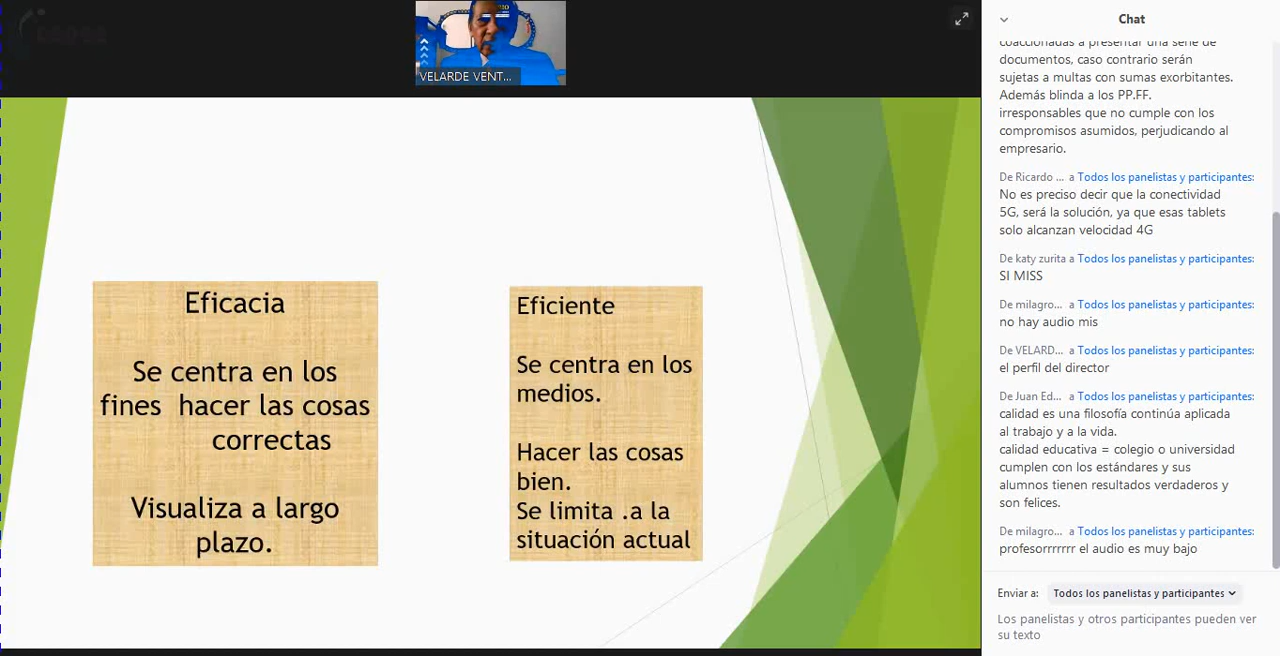 VELARDE VENT...
Eficacia
Se centra en los
fines hacer las cosas
correctas
Visualiza a largo
plazo.
Eficiente
Se centra en los
medios.
Hacer las cosas
bien.
Se limita .a la
situación actual
Chat
coaccionadas a presentar una serie de
documentos, caso contrario serán
sujetas a multas con sumas exorbitantes.
Además blinda a los PP.FF.
irresponsables que no cumple con los
compromisos asumidos, perjudicando al
empresario.
De Ricardo ... a Todos los panelistas y participantes:
No es preciso decir que la conectividad
5G, será la solución, ya que esas tablets
solo alcanzan velocidad 4G
De katy zurita a Todos los panelistas y participantes:
SI MISS
De milagro... a Todos los panelistas y participantes:
no hay audio mis
De VELARD... a Todos los panelistas y participantes:
el perfil del director
De Juan Ed... a Todos los panelistas y participantes:
calidad es una filosofía continúa aplicada
al trabajo y a la vida.
calidad educativa = colegio o universidad
cumplen con los estándares y sus
alumnos tienen resultados verdaderos y
son felices.
De milagro... a Todos los panelistas y participantes:
profesorrrrrrr el audio es muy bajo
Enviar a: Todos los panelistas y participantes
Los panelistas y otros participantes pueden ver
su texto